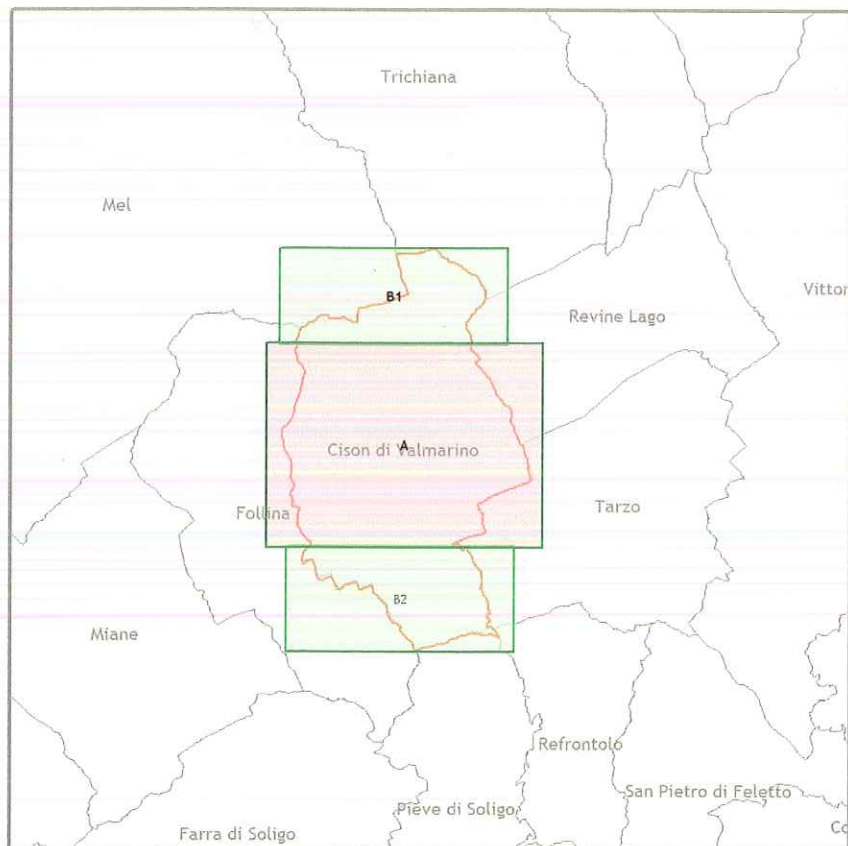 Trichiana
Mel
B1
Vittor
Revine Lago
A
Cison di Valmarino
Follina
Tarzo
B2
Miane
Refrontolo
San Pietro di Feletto
Pieve di Soligo
Farra di Soligo
Co